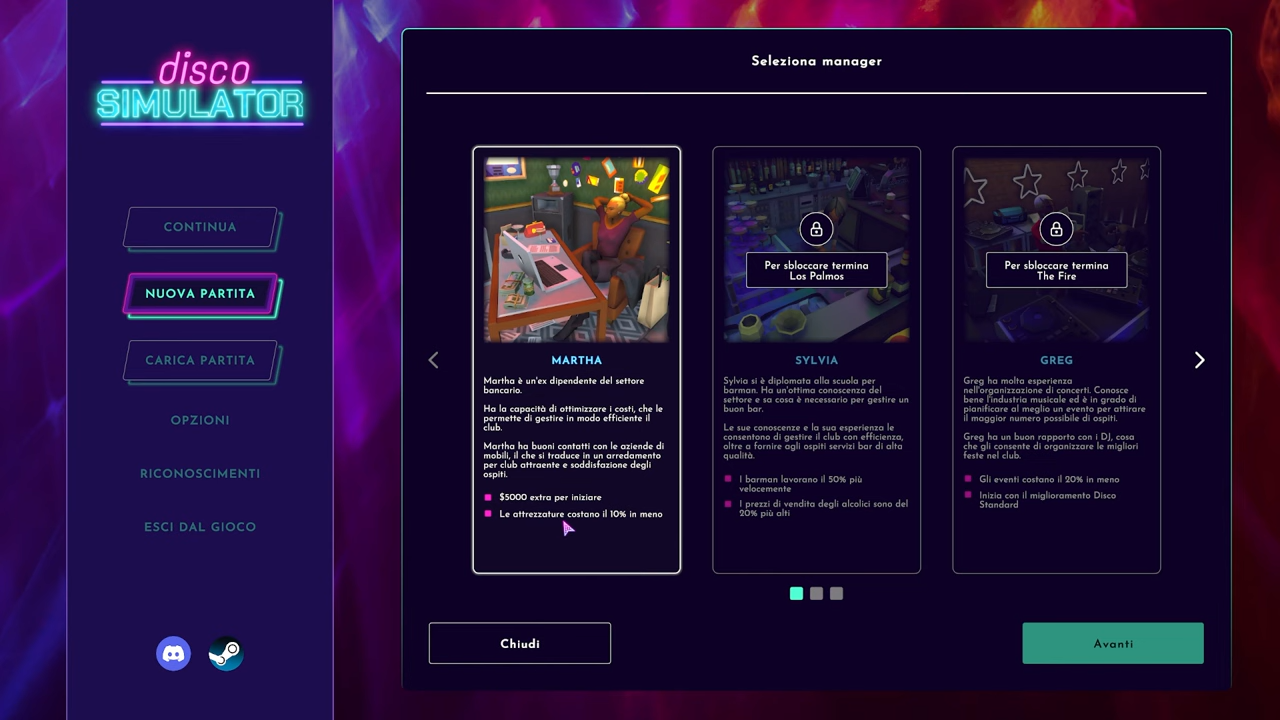 disco
SIMULATOR
CONTINUA
NUOVA PARTITA
CARICA PARTITA
OPZIONI
RICONOSCIMENTI
ESCI DAL GIOCO
Seleziona manager
MARTHA
Martha è un'ex dipendente del settore
bancario.
Ha la capacità di ottimizzare i costi, che le
permette di gestire in modo efficiente il
club.
Martha ha buoni contatti con le aziende di
mobili, il che si traduce in un arredamento
per club attraente e soddisfazione degli
ospiti.
$5000 extra per iniziare
Le attrezzature costano il 10% in meno
Per sbloccare termina
Los Palmos
SYLVIA
Sylvia si è diplomata alla scuola per
barman. Ha un'ottima conoscenza del
settore e sa cosa è necessario per gestire un
buon bar.
Le sue conoscenze e la sua esperienza le
consentono di gestire il club con efficienza,
oltre a fornire agli ospiti servizi bar di alta
qualità.
I barman lavorano il 50% più
velocemente
I prezzi di vendita degli alcolici sono del
20% più alti
Per sbloccare termina
The Fire
GREG
Greg ha molta esperienza
nell'organizzazione di concerti. Conosce
bene l'industria musicale ed è in grado di
pianificare al meglio un evento per attirare
il maggior numero possibile di ospiti.
Greg ha un buon rapporto con i DJ, cosa
che gli consente di organizzare le migliori
feste nel club.
Gli eventi costano il 20% in meno
Inizia con il miglioramento Disco
Standard
Chiudi
Avanti